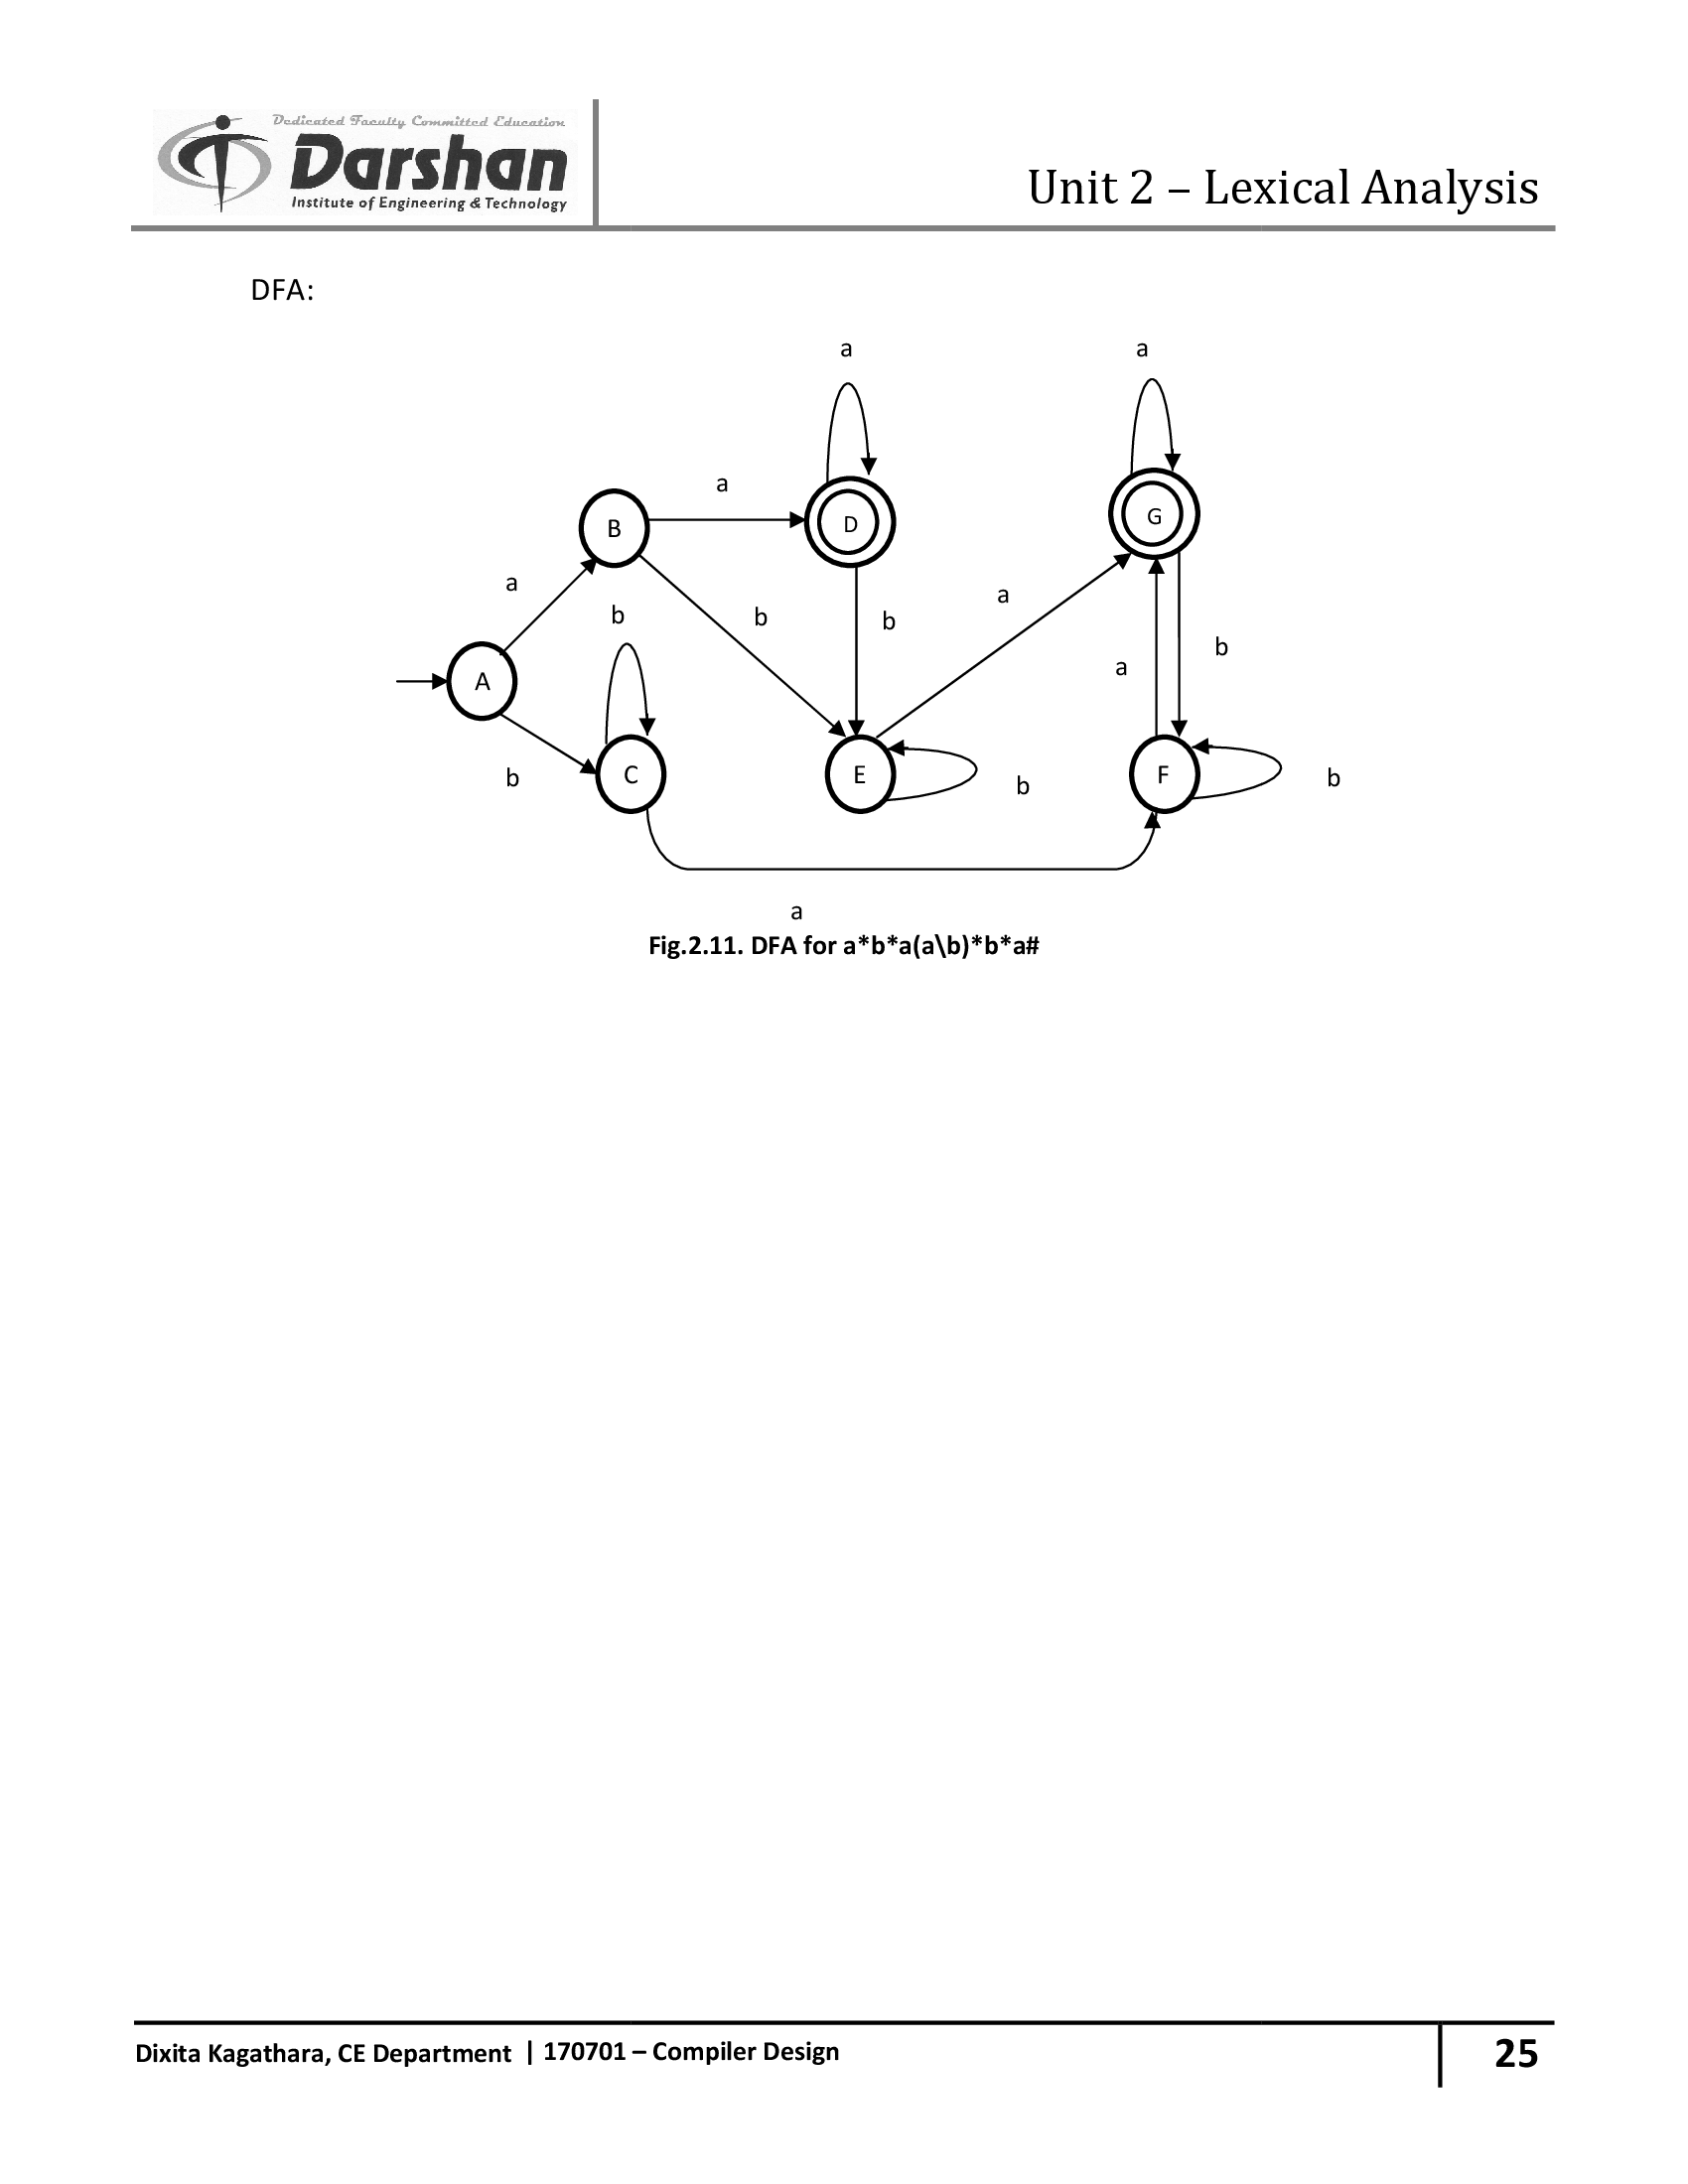 Dedicated Faculty Committed Education
Darshan
Institute of Engineering & Technology
Unit 2 – Lexical Analysis
DFA:
a a
a
B D G
a
b b b a
b
a
A
C E F
b b b
a
Fig.2.11. DFA for a*b*a(a\b)*b*a#
Dixita Kagathara, CE Department | 170701 – Compiler Design 25